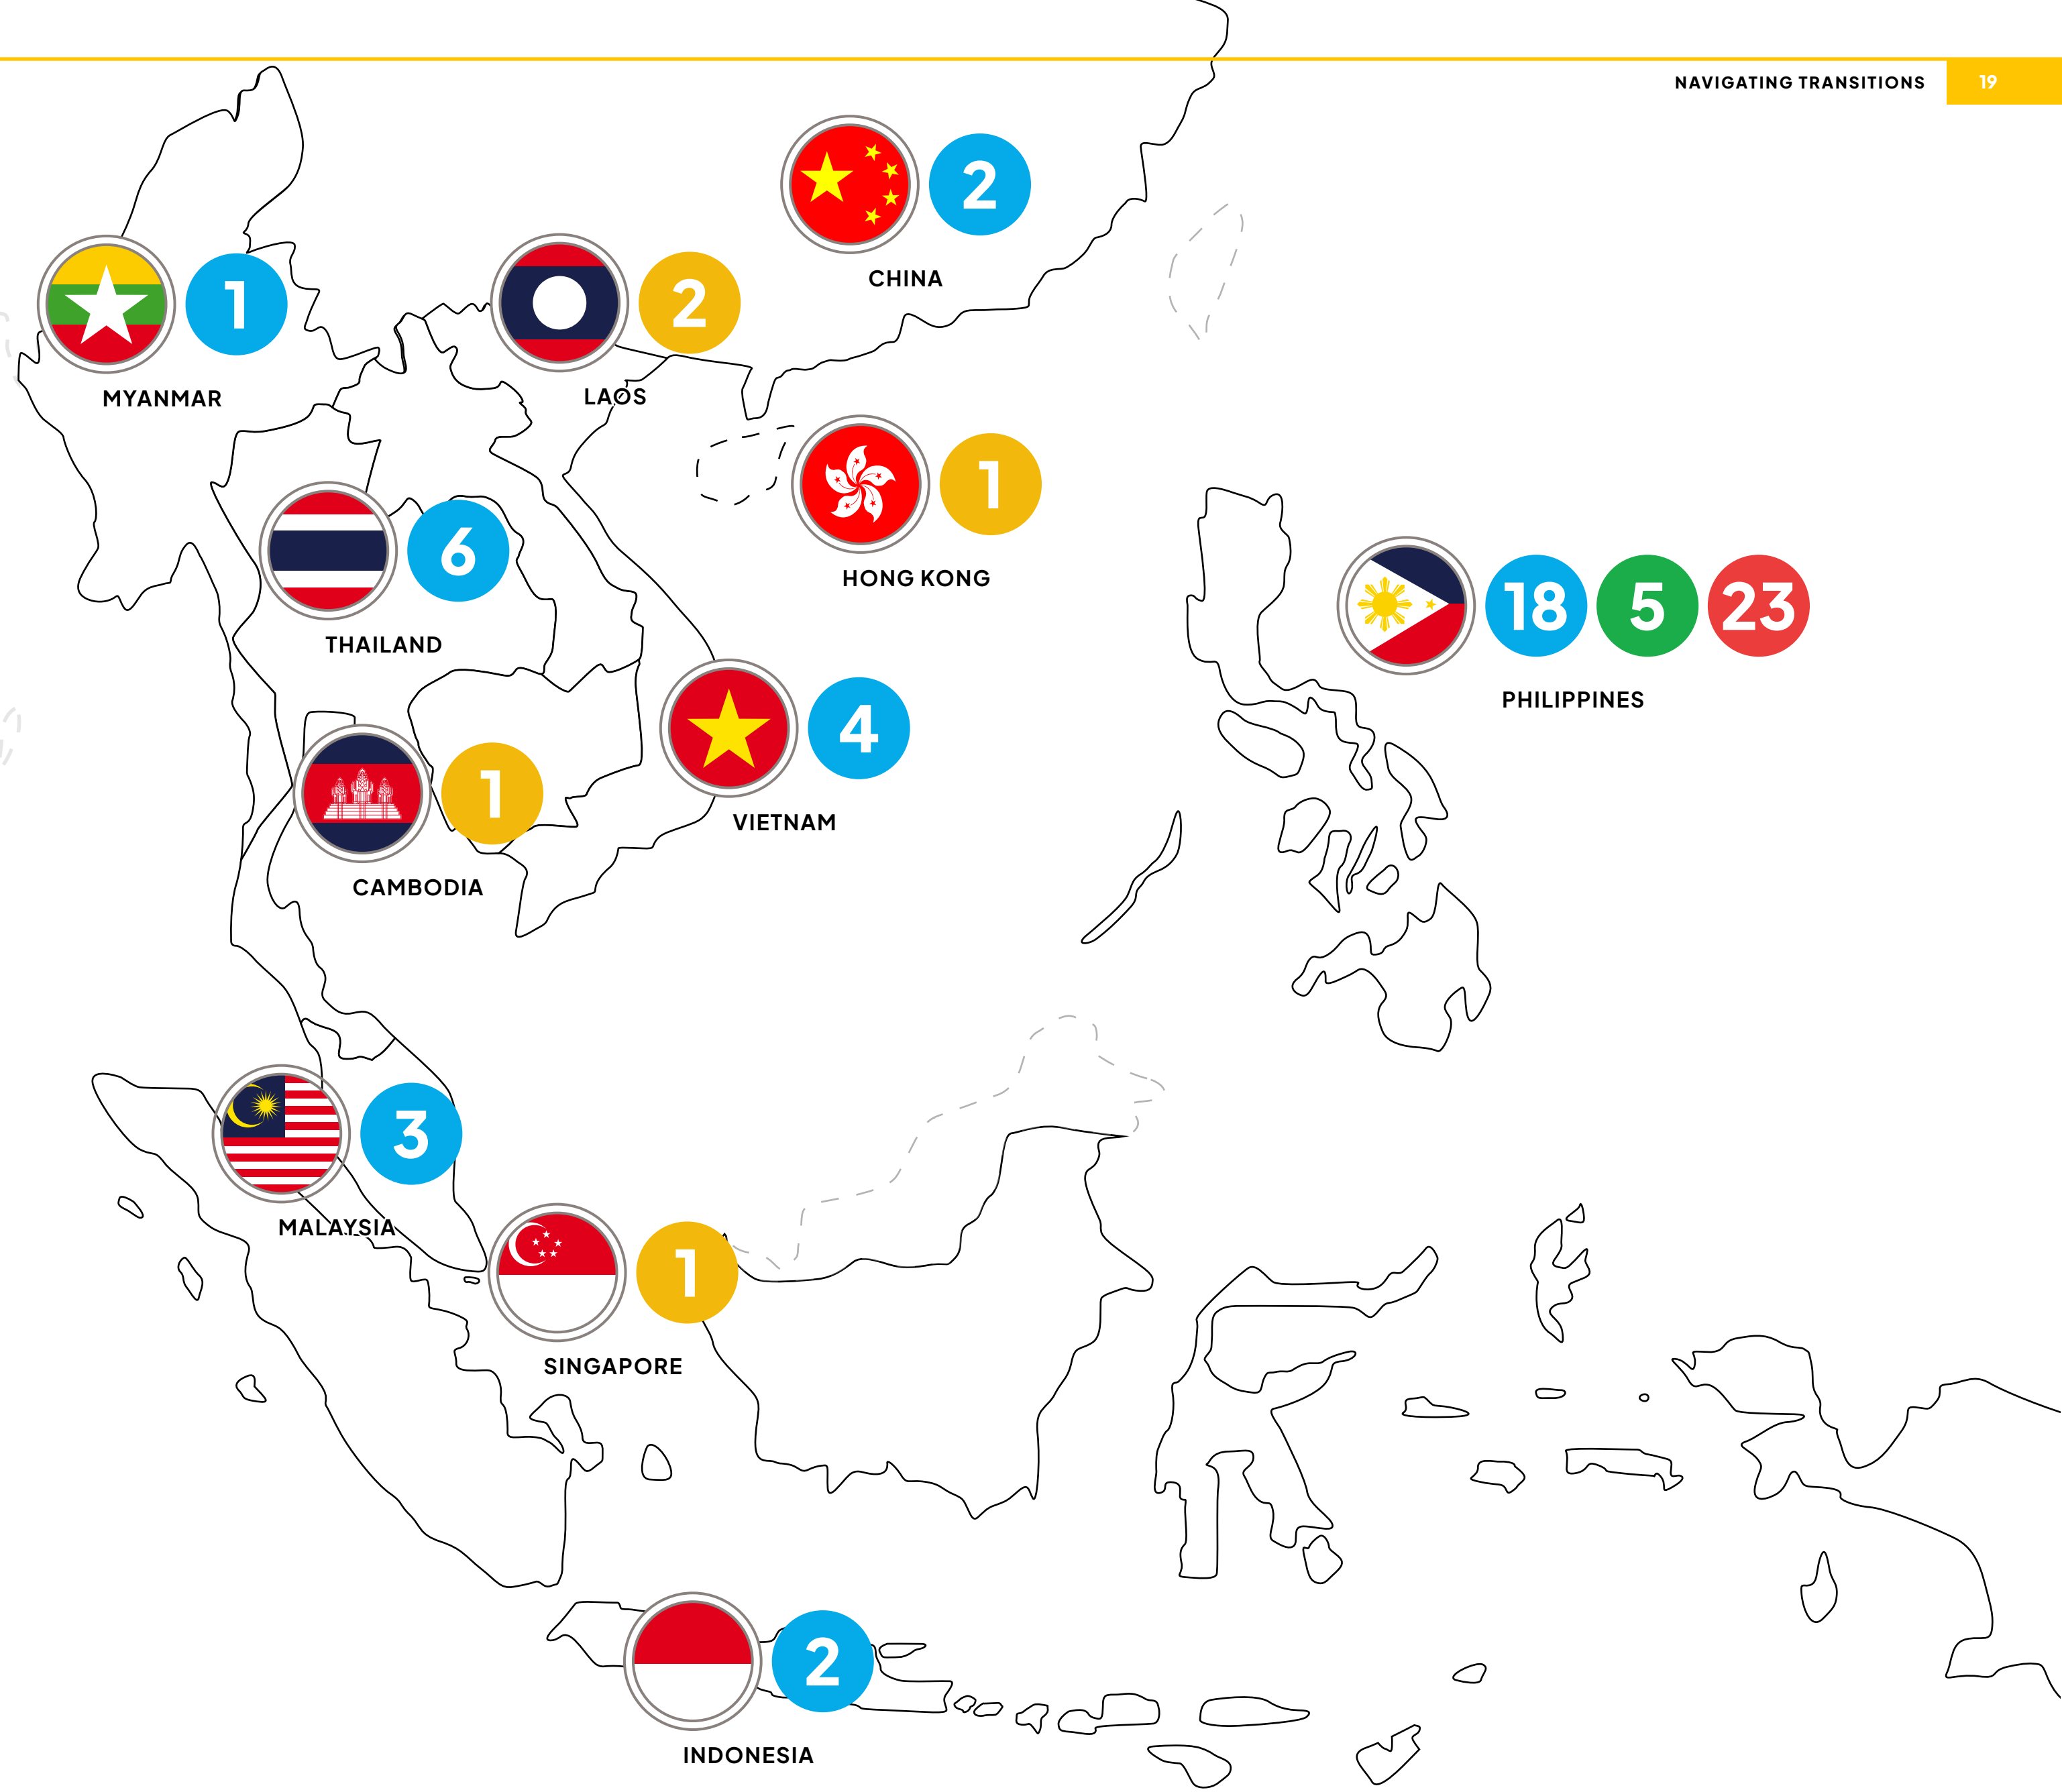 NAVIGATING TRANSITIONS 19
2
CHINA
1
MYANMAR
2
LAOS
1
HONG KONG
6
THAILAND
18 5 23
PHILIPPINES
4
VIETNAM
1
CAMBODIA
3
MALAYSIA
1
SINGAPORE
2
INDONESIA